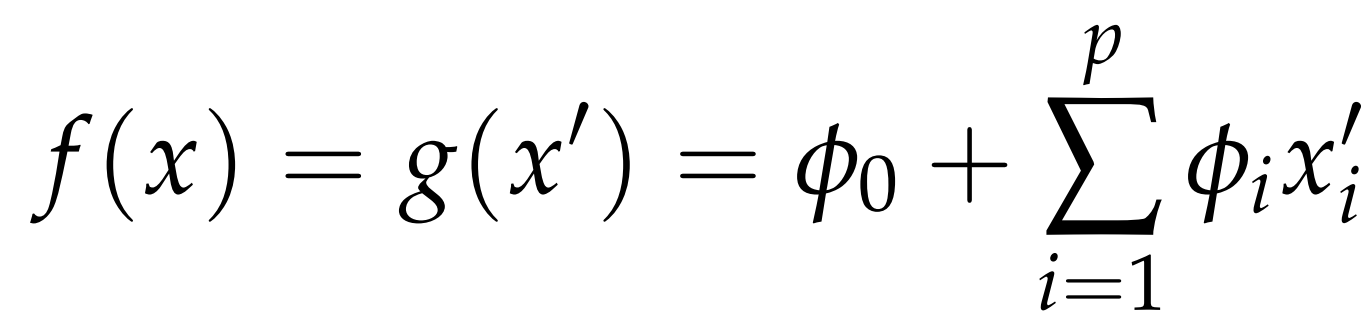 f(x) = g(x′) = ϕ₀ + ∑ᵢ₌₁ᵖ ϕᵢx′ᵢ